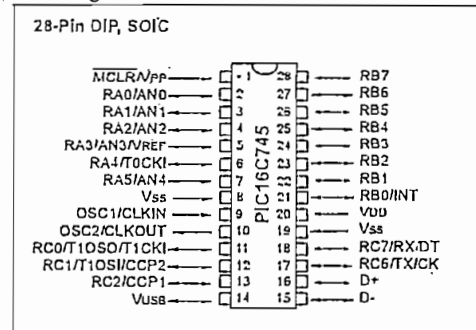 28-Pin DIP, SOIC
MCLR/VPP 1 28 RB7
RA0/AN0 2 27 RB6
RA1/AN1 3 26 RB5
RA2/AN2 4 25 RB4
RA3/AN3/VREF 5 24 RB3
RA4/T0CKI 6 23 RB2
RA5/AN4 7 22 RB1
VSS 8 21 RB0/INT
OSC1/CLKIN 9 20 VDD
OSC2/CLKOUT 10 19 VSS
RC0/T1OSO/T1CKI 11 18 RC7/RX/DT
RC1/T1OSI/CCP2 12 17 RC6/TX/CK
RC2/CCP1 13 16 D+
VUSB 14 15 D-
PIC16C745